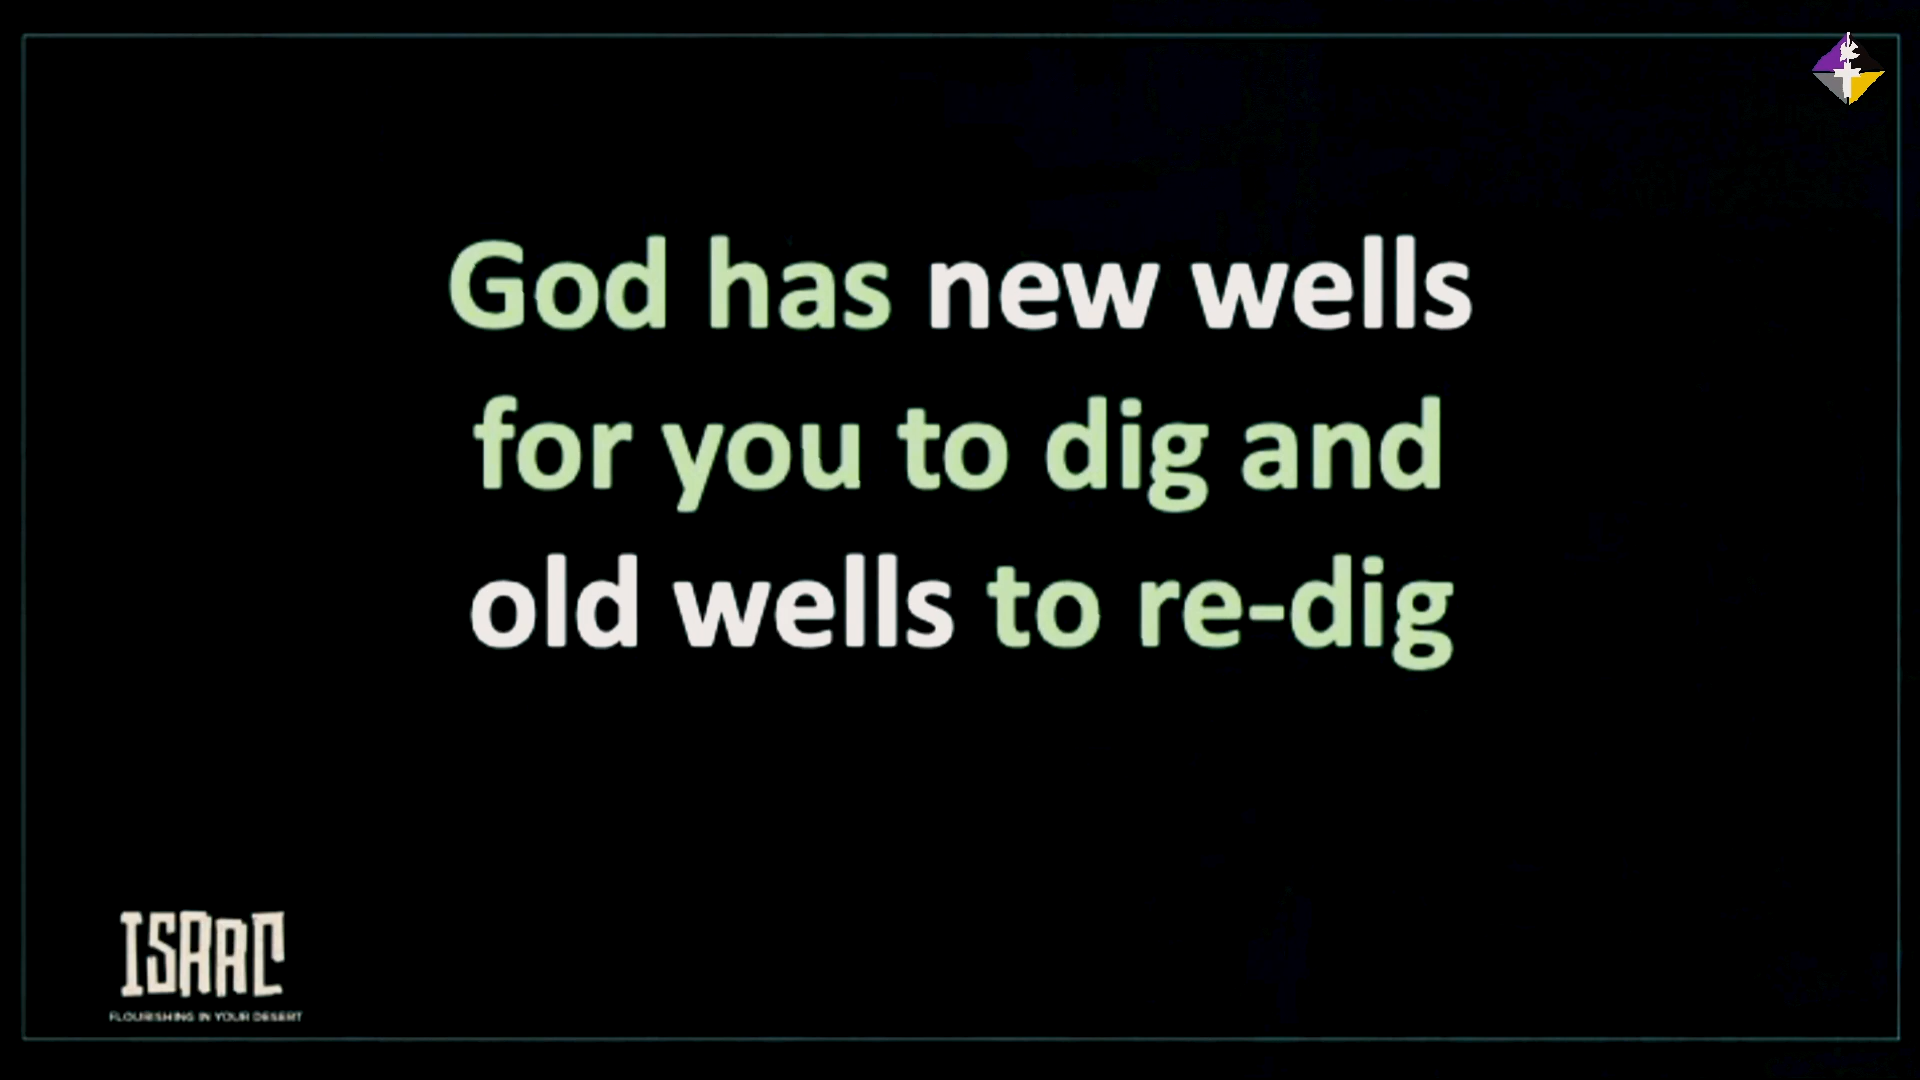 God has new wells
for you to dig and
old wells to re-dig
ISAAC
FLOURISHING IN YOUR DESERT